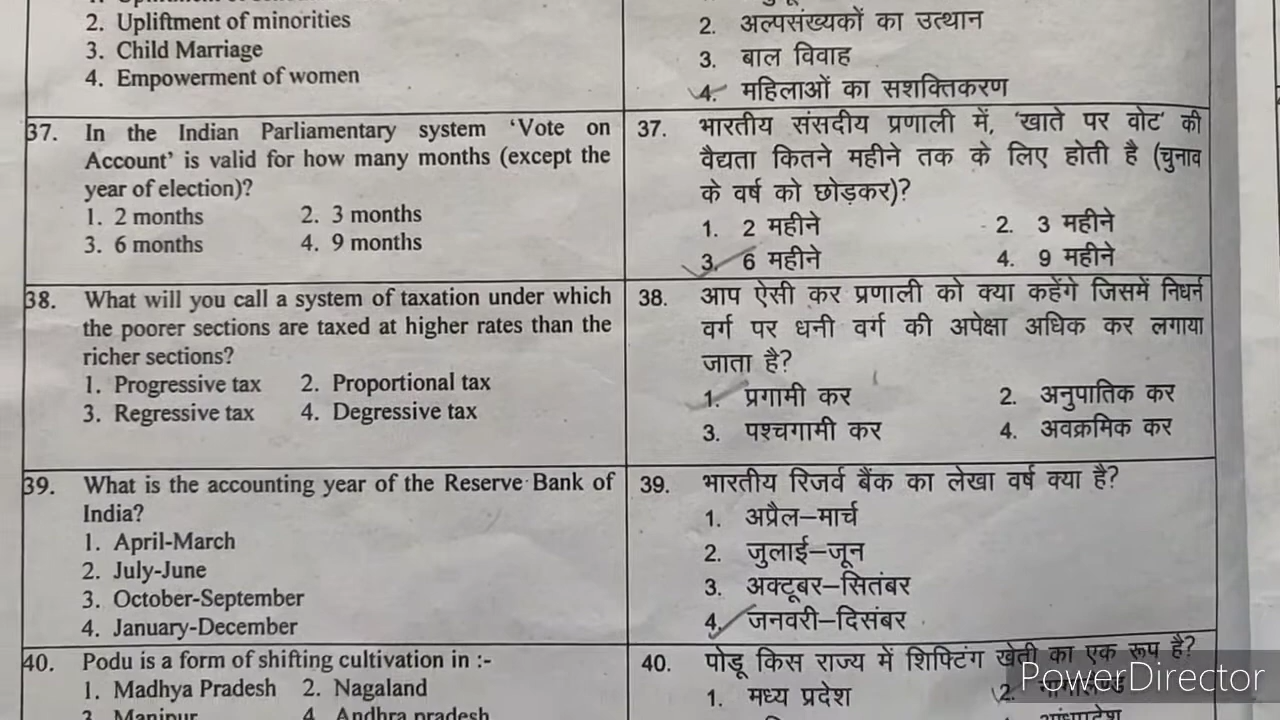 2. Upliftment of minorities
3. Child Marriage
4. Empowerment of women
37. In the Indian Parliamentary system ‘Vote on
Account’ is valid for how many months (except the
year of election)?
1. 2 months 2. 3 months
3. 6 months 4. 9 months
38. What will you call a system of taxation under which
the poorer sections are taxed at higher rates than the
richer sections?
1. Progressive tax 2. Proportional tax
3. Regressive tax 4. Degressive tax
39. What is the accounting year of the Reserve Bank of
India?
1. April-March
2. July-June
3. October-September
4. January-December
40. Podu is a form of shifting cultivation in :-
1. Madhya Pradesh 2. Nagaland
3. Manipur 4. Andhra pradesh
2. अल्पसंख्यकों का उत्थान
3. बाल विवाह
4. महिलाओं का सशक्तिकरण
37. भारतीय संसदीय प्रणाली में, ‘खाते पर वोट’ की
वैद्यता कितने महीने तक के लिए होती है (चुनाव
के वर्ष को छोड़कर)?
1. 2 महीने 2. 3 महीने
3. 6 महीने 4. 9 महीने
38. आप ऐसी कर प्रणाली को क्या कहेंगे जिसमें निधर्न
वर्ग पर धनी वर्ग की अपेक्षा अधिक कर लगाया
जाता है?
1. प्रगामी कर 2. अनुपातिक कर
3. पश्चगामी कर 4. अवक्रमिक कर
39. भारतीय रिजर्व बैंक का लेखा वर्ष क्या है?
1. अप्रैल–मार्च
2. जुलाई–जून
3. अक्टूबर–सितंबर
4. जनवरी–दिसंबर
40. पोडू किस राज्य में शिफ्टिंग खेती का एक रूप है?
1. मध्य प्रदेश 2.
PowerDirector